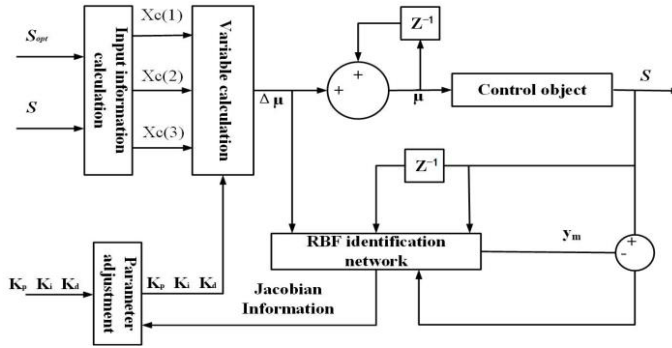 S_opt
S
Input information
calculation
Xc(1)
Xc(2)
Xc(3)
Variable calculation
Δ μ
+
+
Z⁻¹
μ
Control object
S
Z⁻¹
RBF identification
network
y_m
+
-
Jacobian
Information
K_p K_i K_d
Parameter
adjustment
K_p K_i K_d